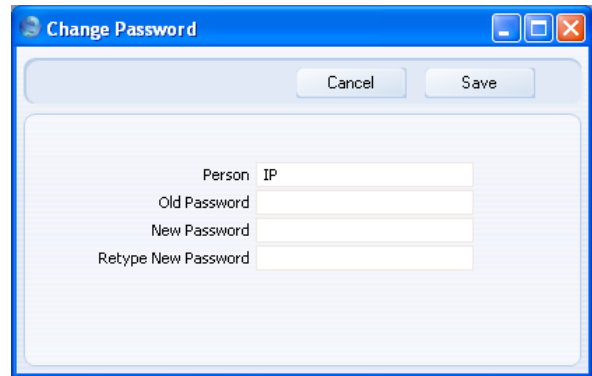 Change Password
Cancel Save
Person IP
Old Password
New Password
Retype New Password